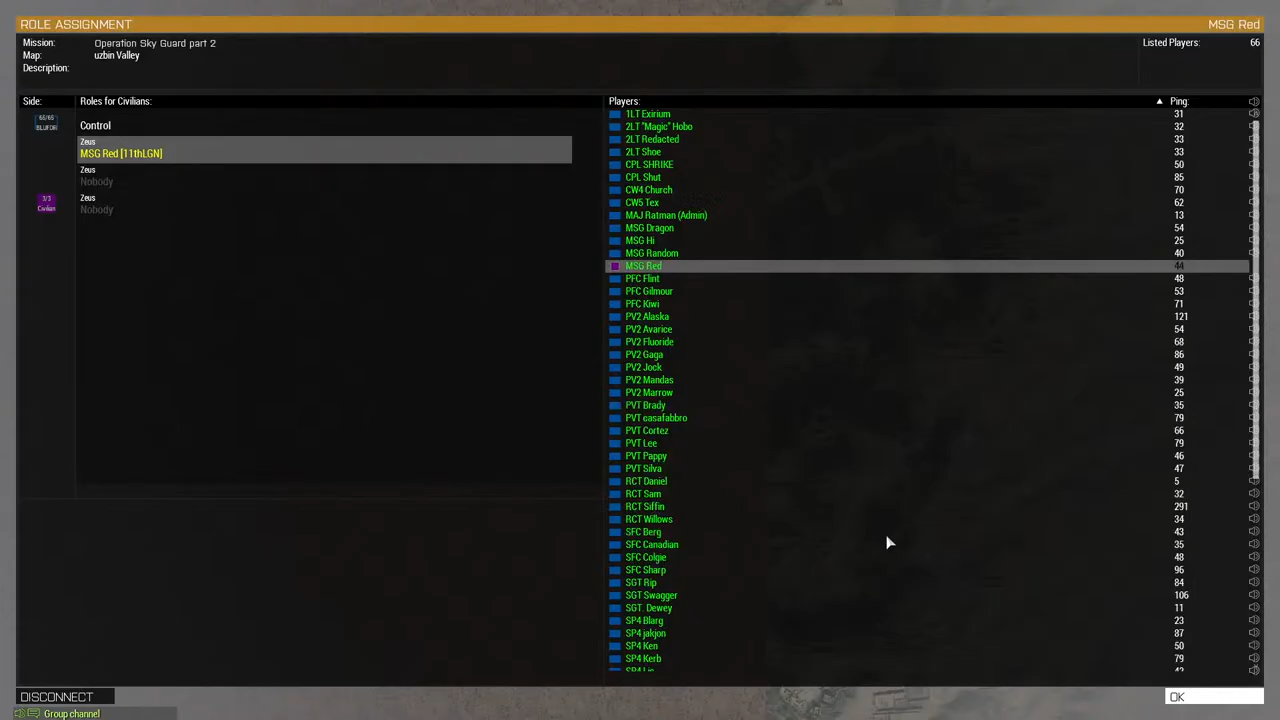 ROLE ASSIGNMENT
MSG Red
Mission: Operation Sky Guard part 2
Map: uzbin Valley
Description:
Listed Players: 66
Side:
Roles for Civilians:
Players:
Ping:
66/66
BLUFOR
3/3
Civilian
Control
Zeus
MSG Red [11thLGN]
Zeus
Nobody
Zeus
Nobody
1LT Exirium 31
2LT "Magic" Hobo 32
2LT Redacted 33
2LT Shoe 33
CPL SHRIKE 50
CPL Shut 85
CW4 Church 70
CW5 Tex 62
MAJ Ratman (Admin) 13
MSG Dragon 54
MSG Hi 25
MSG Random 40
MSG Red 44
PFC Flint 48
PFC Gilmour 53
PFC Kiwi 71
PV2 Alaska 121
PV2 Avarice 54
PV2 Fluoride 68
PV2 Gaga 86
PV2 Jock 49
PV2 Mandas 39
PV2 Marrow 25
PVT Brady 35
PVT casafabbro 79
PVT Cortez 66
PVT Lee 79
PVT Pappy 46
PVT Silva 47
RCT Daniel 5
RCT Sam 32
RCT Siffin 291
RCT Willows 34
SFC Berg 43
SFC Canadian 35
SFC Colgie 48
SFC Sharp 96
SGT Rip 84
SGT Swagger 106
SGT. Dewey 11
SP4 Blarg 23
SP4 jakjon 87
SP4 Ken 50
SP4 Kerb 79
DISCONNECT
OK
Group channel